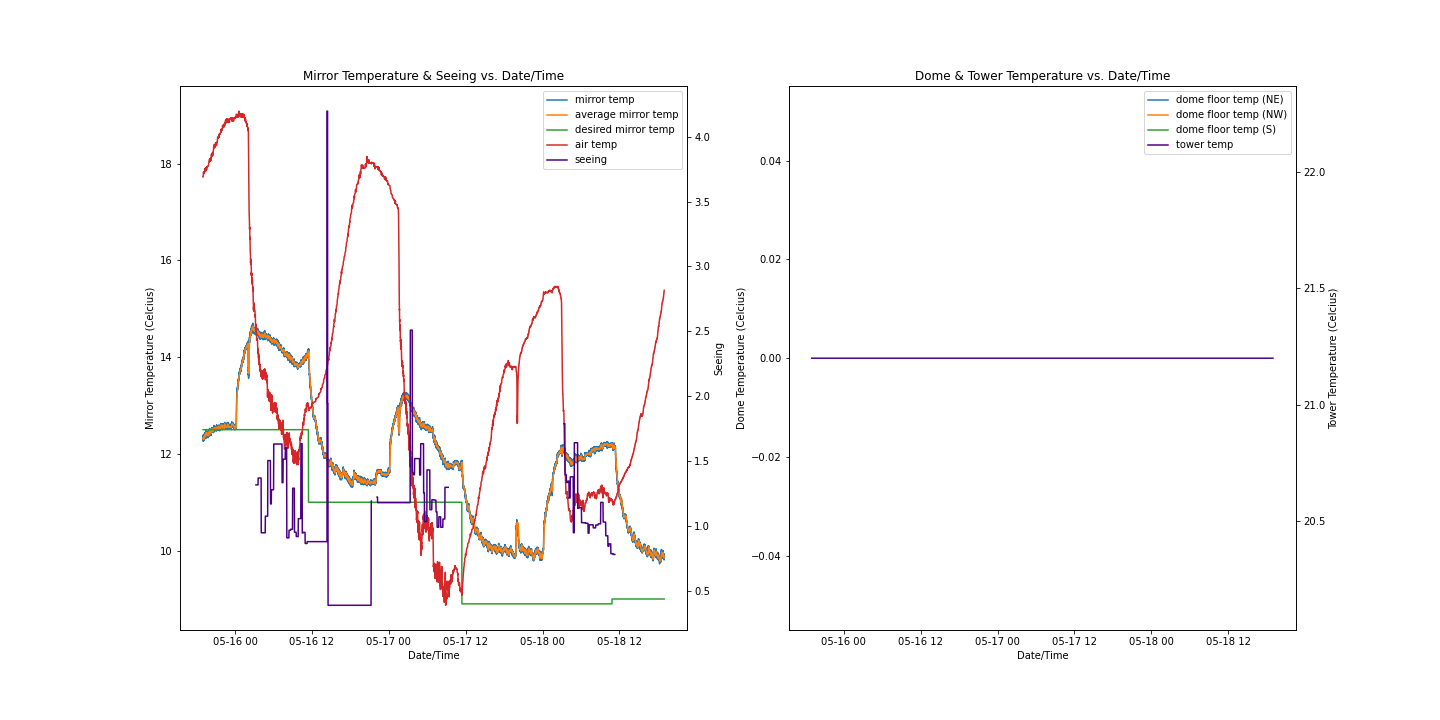 Mirror Temperature & Seeing vs. Date/Time
mirror temp
average mirror temp
desired mirror temp
air temp
seeing
Mirror Temperature (Celcius)
18
16
14
12
10
4.0
3.5
3.0
2.5
2.0
1.5
1.0
0.5
Seeing
05-16 00
05-16 12
05-17 00
05-17 12
05-18 00
05-18 12
Date/Time
Dome & Tower Temperature vs. Date/Time
dome floor temp (NE)
dome floor temp (NW)
dome floor temp (S)
tower temp
Dome Temperature (Celcius)
0.04
0.02
0.00
−0.02
−0.04
22.0
21.5
21.0
20.5
Tower Temperature (Celcius)
05-16 00
05-16 12
05-17 00
05-17 12
05-18 00
05-18 12
Date/Time